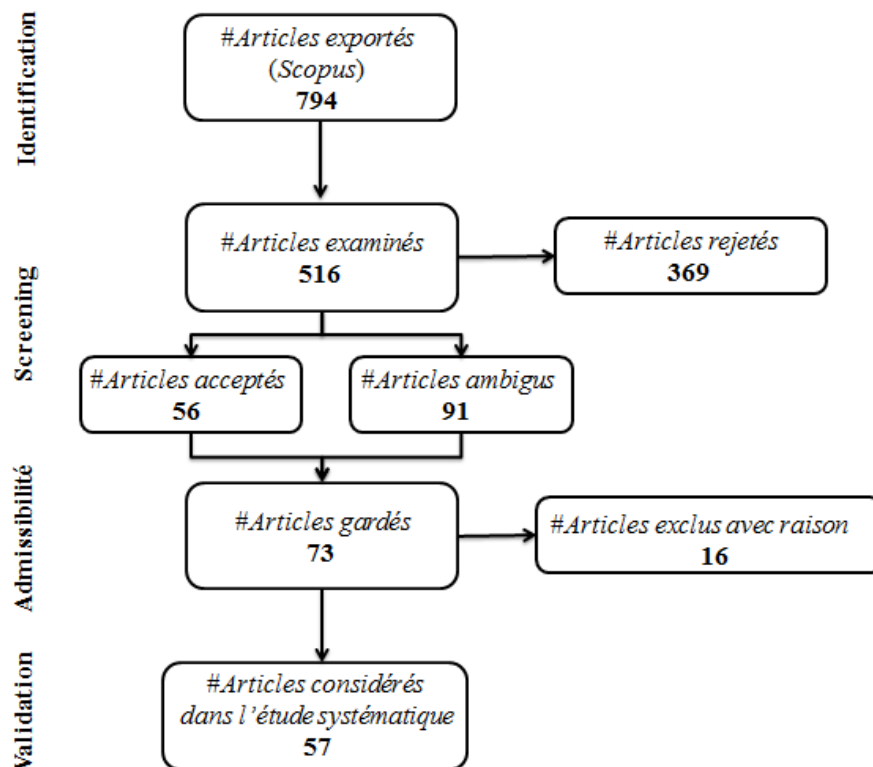 Identification
#Articles exportés
(Scopus)
794
Screening
#Articles examinés
516
#Articles rejetés
369
#Articles acceptés
56
#Articles ambigus
91
Admissibilité
#Articles gardés
73
#Articles exclus avec raison
16
Validation
#Articles considérés
dans l'étude systématique
57